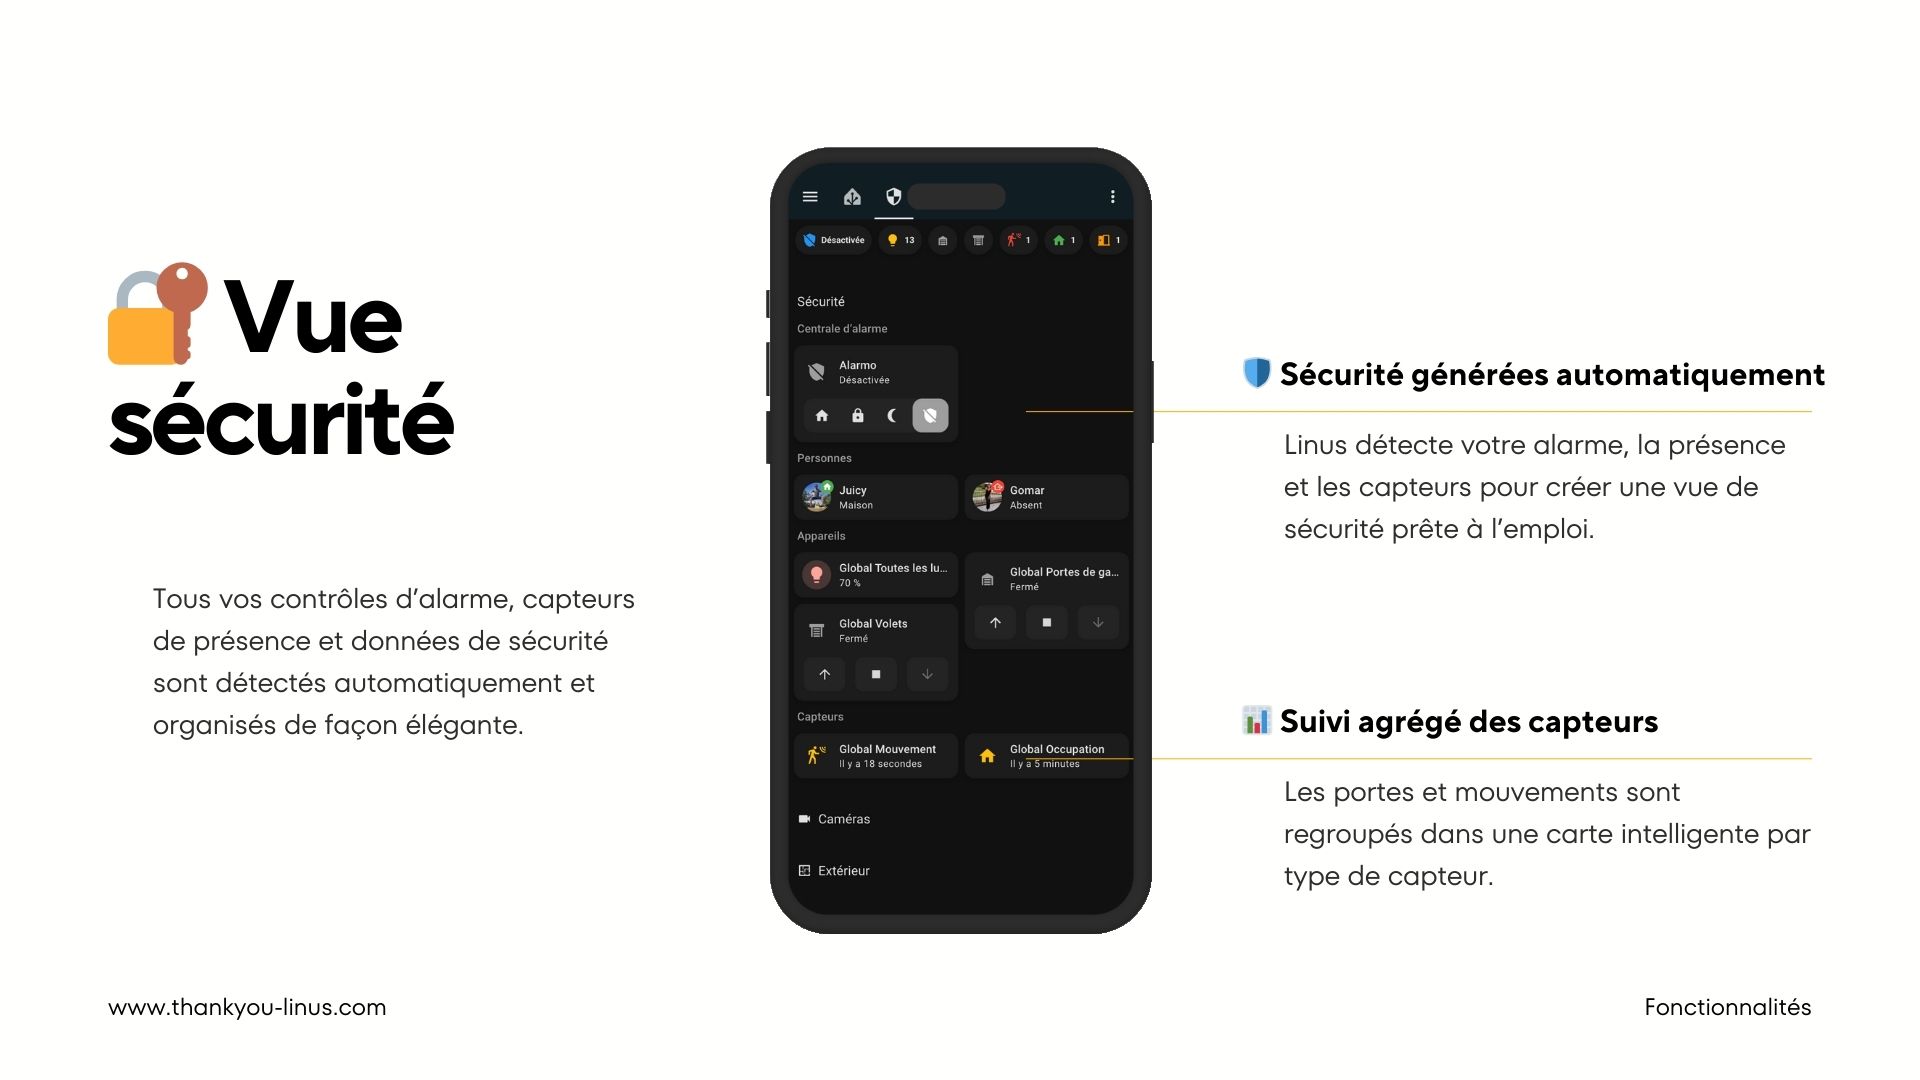 Vue
sécurité
Tous vos contrôles d’alarme, capteurs
de présence et données de sécurité
sont détectés automatiquement et
organisés de façon élégante.
Désactivée
13
1
1
1
Sécurité
Centrale d’alarme
Alarmo
Désactivée
Personnes
Juicy
Maison
Gomar
Absent
Appareils
Global Toutes les lu...
70 %
Global Portes de ga...
Fermé
Global Volets
Fermé
Capteurs
Global Mouvement
Il y a 18 secondes
Global Occupation
Il y a 5 minutes
Caméras
Extérieur
Sécurité générées automatiquement
Linus détecte votre alarme, la présence
et les capteurs pour créer une vue de
sécurité prête à l’emploi.
Suivi agrégé des capteurs
Les portes et mouvements sont
regroupés dans une carte intelligente par
type de capteur.
www.thankyou-linus.com
Fonctionnalités